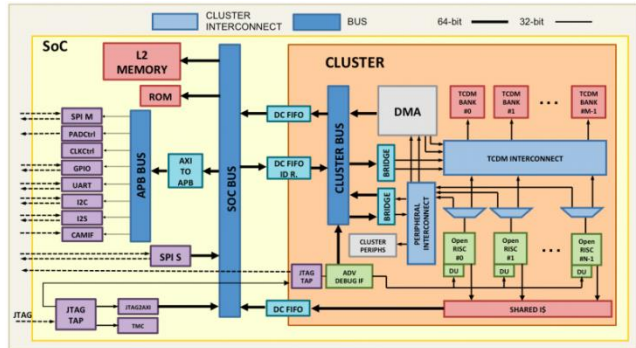 CLUSTER
INTERCONNECT
BUS
64-bit
32-bit
SoC
L2
MEMORY
ROM
SPI M
PADCtrl
CLKCtrl
GPIO
UART
I2C
I2S
CAMIF
APB BUS
AXI
TO
APB
SOC BUS
SPI S
JTAG
JTAG
TAP
JTAG2AXI
TMC
DC FIFO
DC FIFO
ID R.
DC FIFO
CLUSTER
CLUSTER BUS
DMA
BRIDGE
BRIDGE
PERIPHERAL
INTERCONNECT
CLUSTER
PERIPHS
JTAG
TAP
ADV
DEBUG IF
TCDM
BANK
#0
TCDM
BANK
#1
• • •
TCDM
BANK
#M-1
TCDM INTERCONNECT
Open
RISC
#0
DU
Open
RISC
#1
DU
• • •
Open
RISC
#N-1
DU
SHARED I$